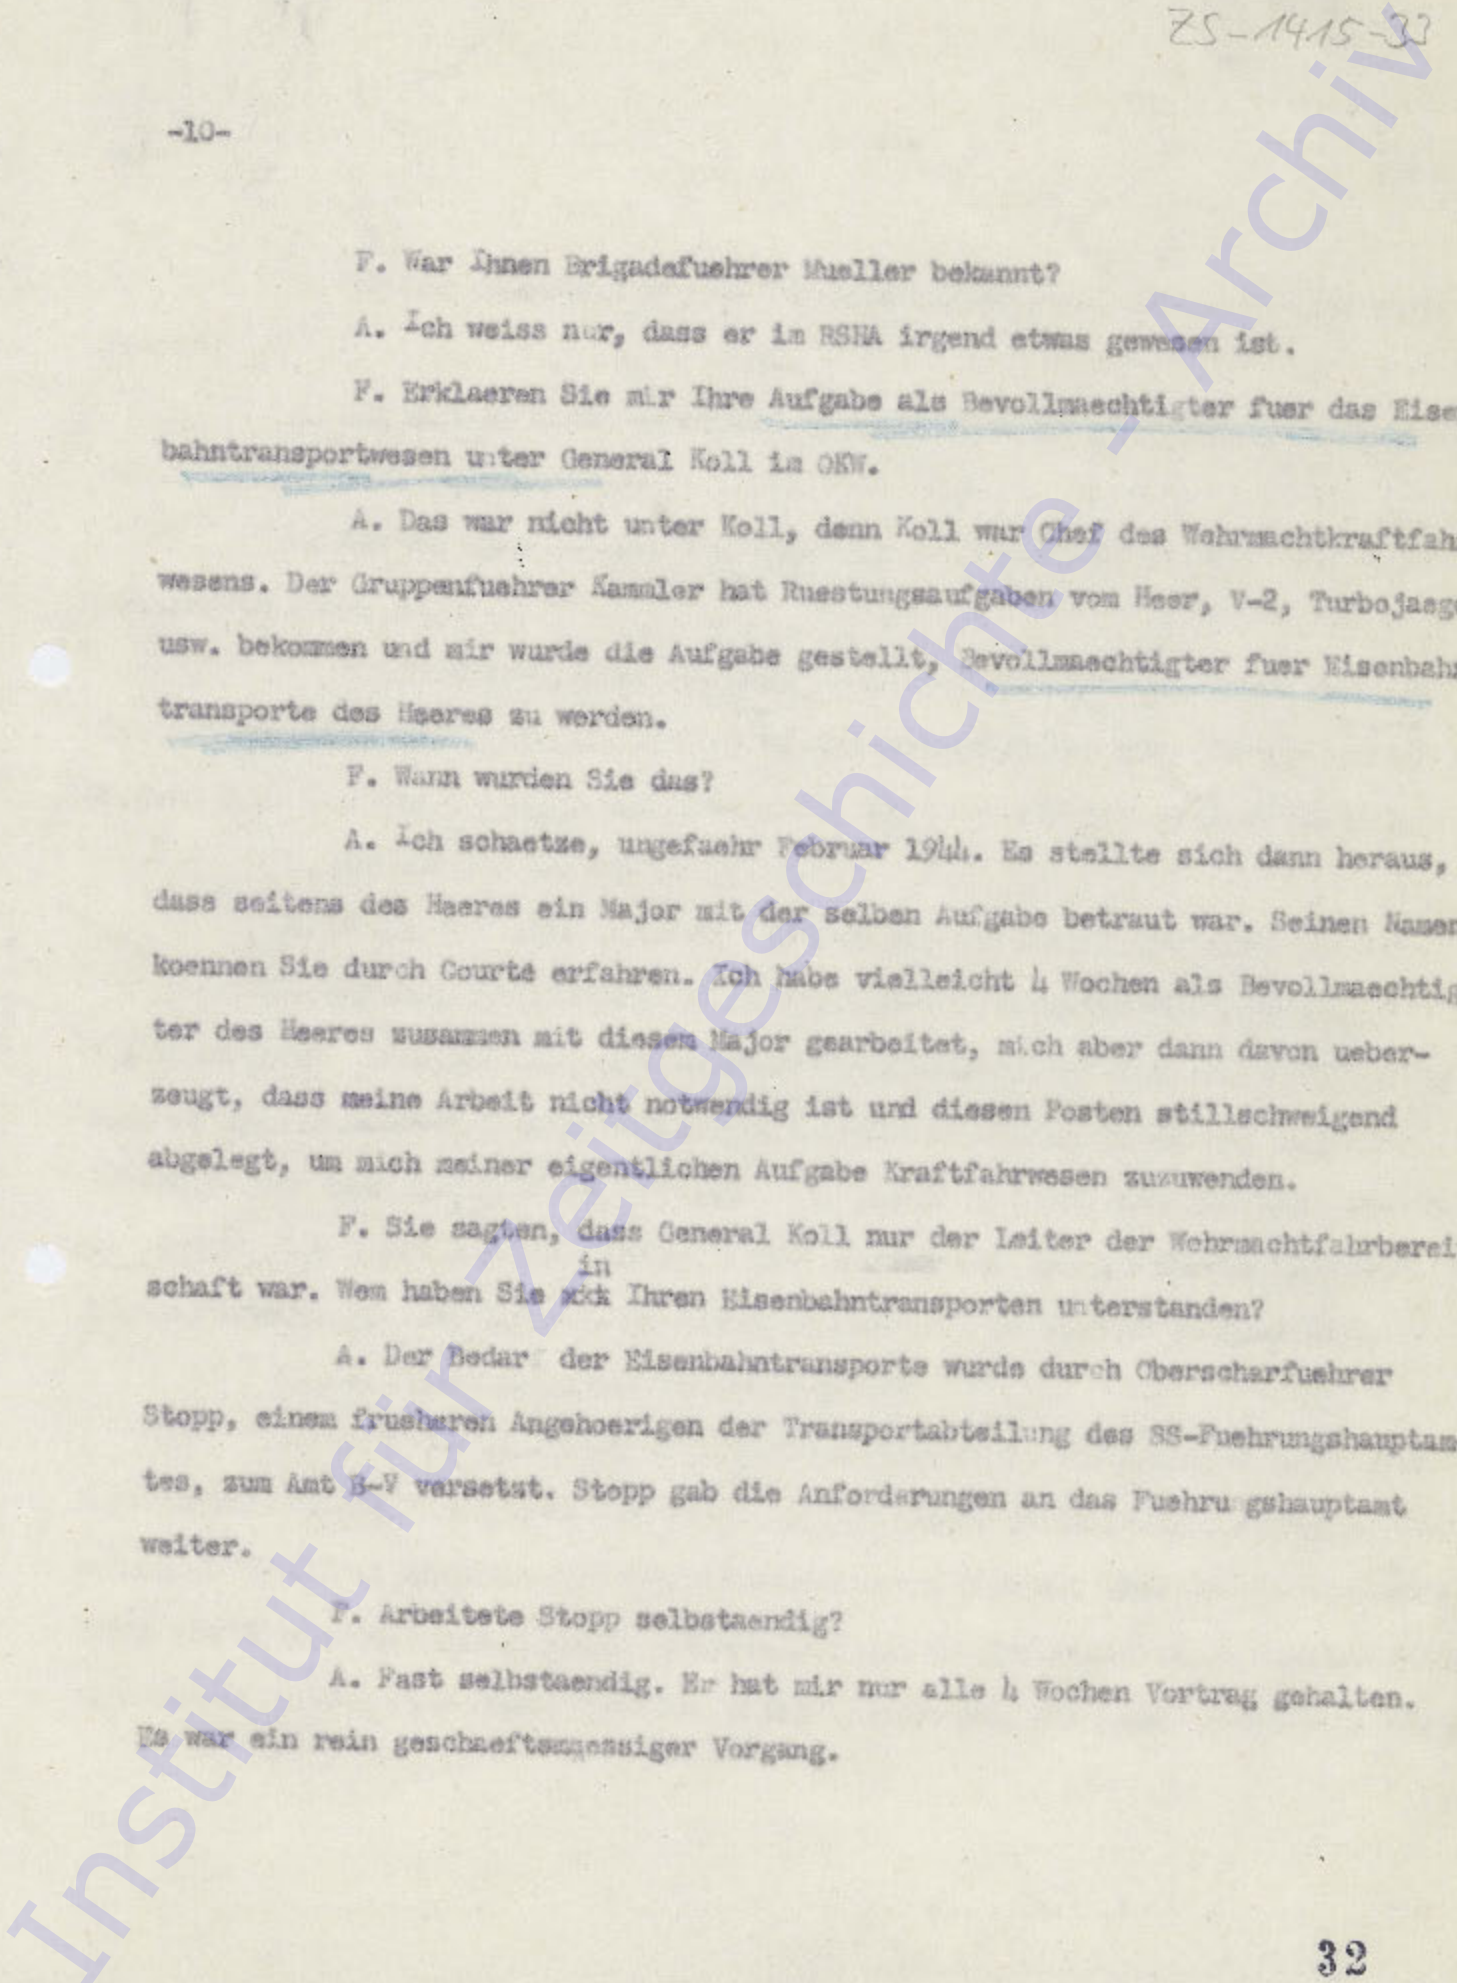 ZS-1415-33
-10-
F. War Ihnen Brigadefuehrer Mueller bekannt?
A. Ich weiss nur, dass er im RSHA irgend etwas gewesen ist.
F. Erklaeren Sie mir Ihre Aufgabe als Bevollmaechtigter fuer das Eise
bahntransportwesen unter General Koll im OKW.
A. Das war nicht unter Koll, denn Koll war Chef des Wehrmachtkraftfah
wesens. Der Gruppenfuehrer Kammler hat Ruestungsaufgaben vom Heer, V-2, Turbojaege
usw. bekommen und mir wurde die Aufgabe gestellt, Bevollmaechtigter fuer Eisenbahn
transporte des Heeres zu werden.
F. Wann wurden Sie das?
A. Ich schaetze, ungefaehr Februar 1944. Es stellte sich dann heraus,
dass seitens des Heeres ein Major mit der selben Aufgabe betraut war. Seinen Namen
koennen Sie durch Courté erfahren. Ich habe vielleicht 4 Wochen als Bevollmaechtig
ter des Heeres zusammen mit diesem Major gearbeitet, mich aber dann davon ueber-
zeugt, dass meine Arbeit nicht notwendig ist und diesen Posten stillschweigend
abgelegt, um mich meiner eigentlichen Aufgabe Kraftfahrwesen zuzuwenden.
F. Sie sagten, dass General Koll nur der Leiter der Wehrmachtfahrberei
in
schaft war. Wem haben Sie xxx Ihren Eisenbahntransporten unterstanden?
A. Der Bedar der Eisenbahntransporte wurde durch Oberscharfuehrer
Stopp, einem frueheren Angehoerigen der Transportabteilung des SS-Fuehrungshauptam
tes, zum Amt B-V versetzt. Stopp gab die Anforderungen an das Fuehrungshauptamt
weiter.
F. Arbeitete Stopp selbstaendig?
A. Fast selbstaendig. Er hat mir nur alle 4 Wochen Vortrag gehalten.
Es war ein rein geschaeftsmaessiger Vorgang.
32
Institut für Zeitgeschichte - Archiv